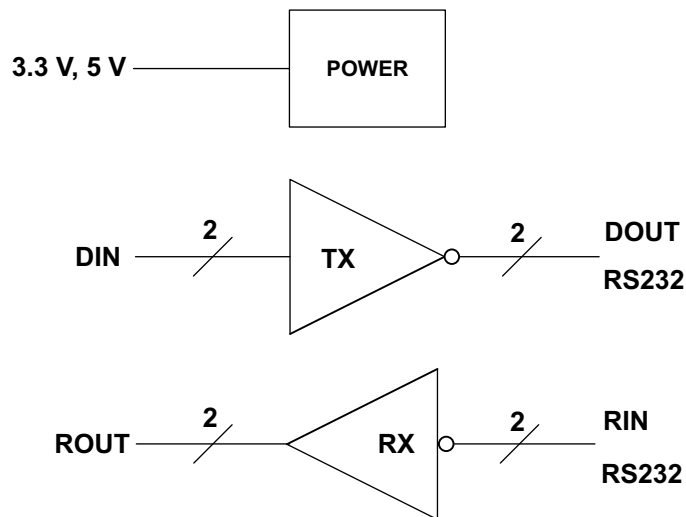 3.3 V, 5 V
POWER
DIN
2
TX
2
DOUT
RS232
ROUT
2
RX
2
RIN
RS232